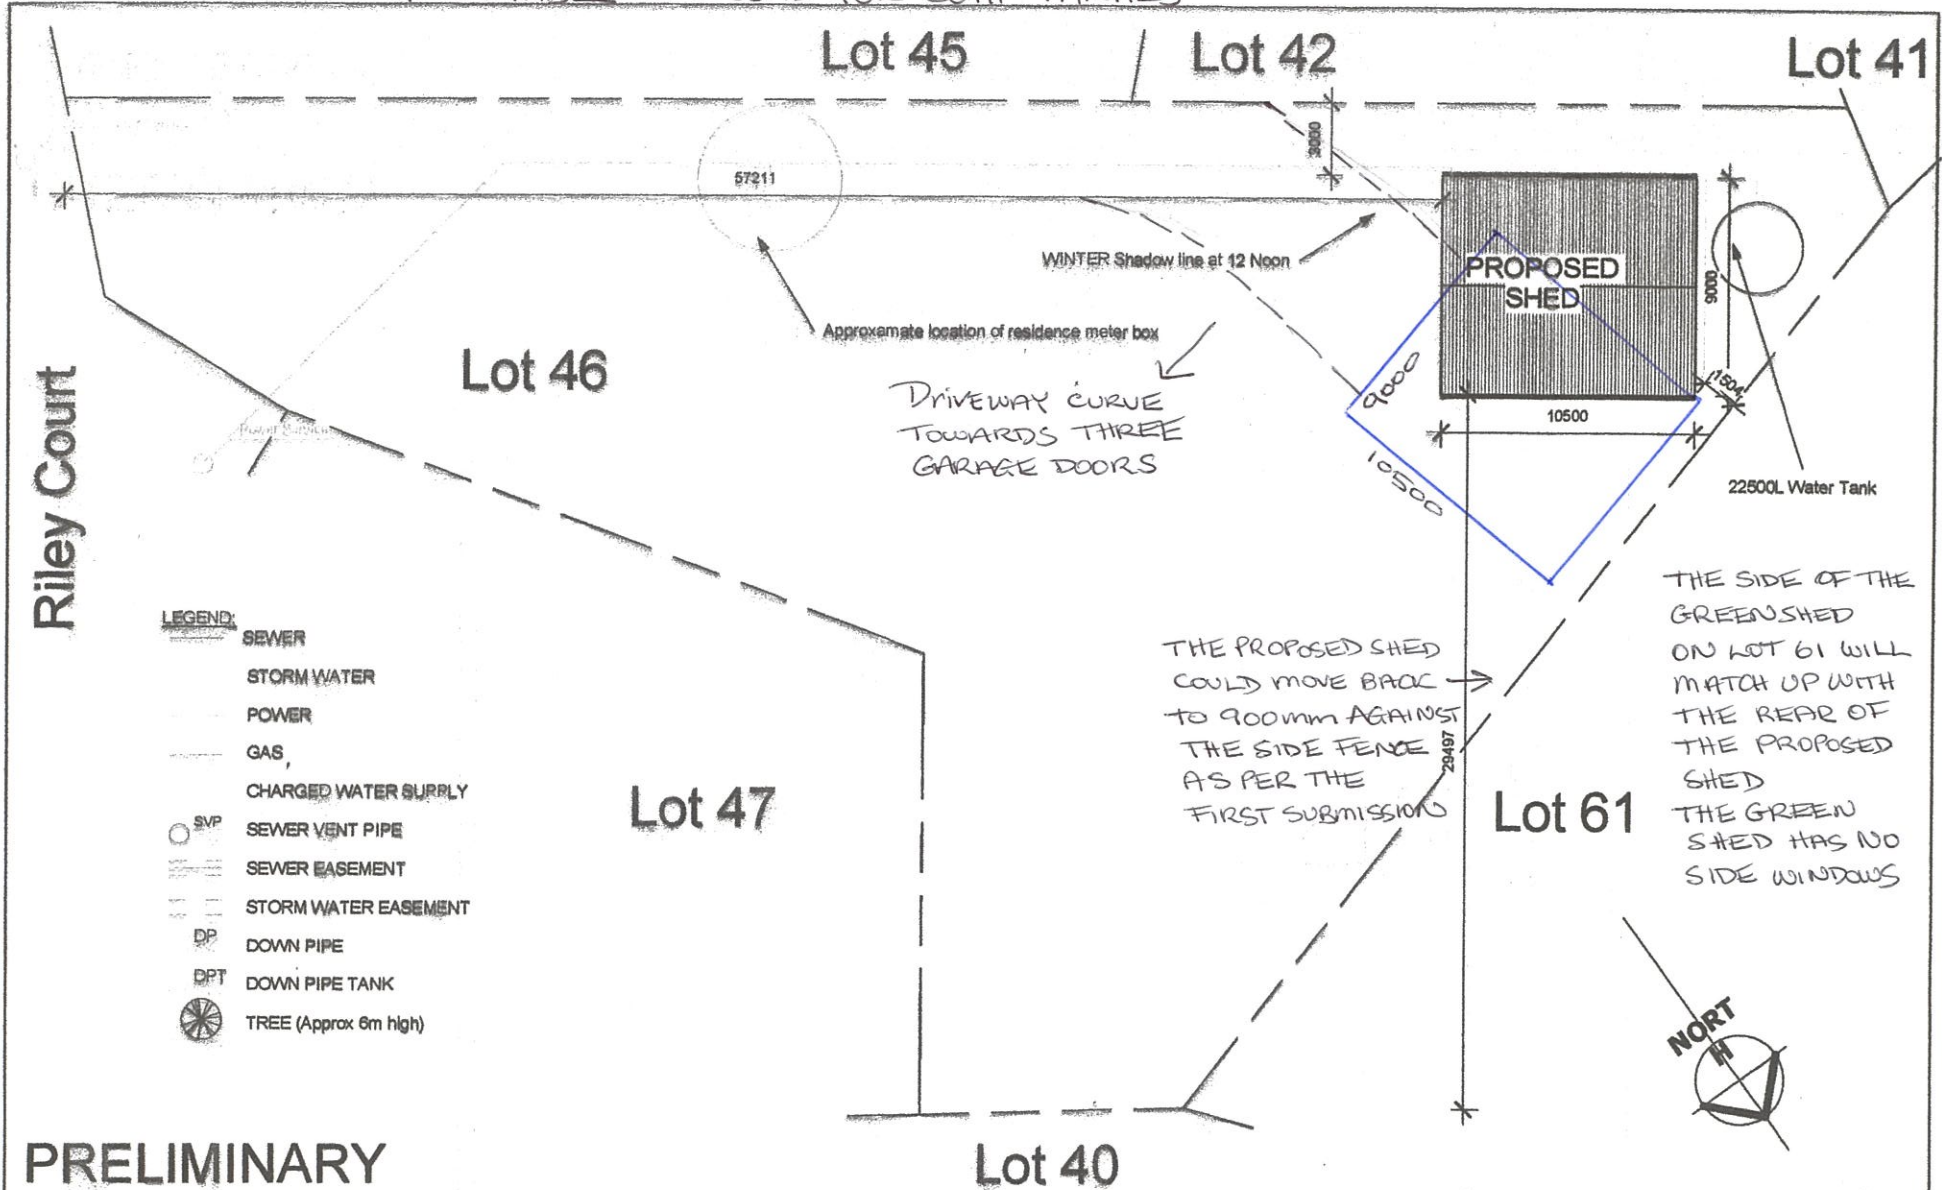 Lot 45
Lot 42
Lot 41
3000
57211
WINTER Shadow line at 12 Noon
PROPOSED
SHED
9000
Approxamate location of residence meter box
Lot 46
Riley Court
DRIVEWAY CURVE
TOWARDS THREE
GARAGE DOORS
9000
10500
1504
10500
22500L Water Tank
Power Service
LEGEND:
SEWER
STORM WATER
POWER
GAS,
CHARGED WATER SUPPLY
SVP
SEWER VENT PIPE
SEWER EASEMENT
STORM WATER EASEMENT
DP
DOWN PIPE
DPT
DOWN PIPE TANK
TREE (Approx 6m high)
Lot 47
THE PROPOSED SHED
COULD MOVE BACK
TO 900mm AGAINST
THE SIDE FENCE
AS PER THE
FIRST SUBMISSION
29497
Lot 61
THE SIDE OF THE
GREENSHED
ON LOT 61 WILL
MATCH UP WITH
THE REAR OF
THE PROPOSED
SHED
THE GREEN
SHED HAS NO
SIDE WINDOWS
NORT
H
PRELIMINARY
Lot 40